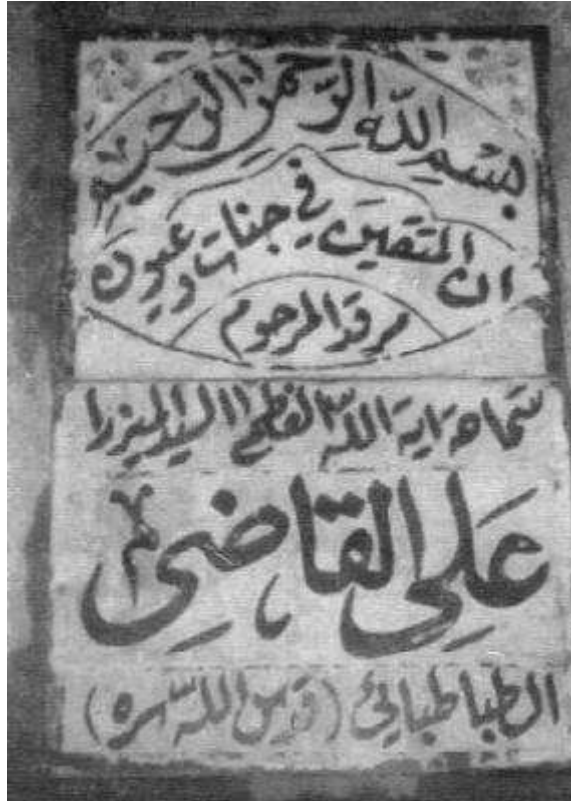 بسم الله الرحمن الرحيم
ان المتقين في جنات وعيون
مرقد المرحوم
سماحة اية الله العظمى السيد الميرزا
علي القاضي
الطباطبائي (قدس الله سره)